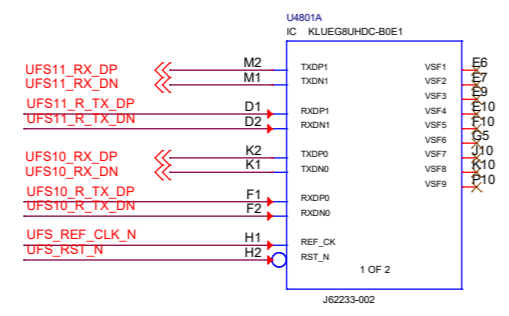 U4801A
IC KLUEG8UHDC-B0E1
UFS11_RX_DP M2 TXDP1 VSF1 E6
UFS11_RX_DN M1 TXDN1 VSF2 E7
VSF3 E9
UFS11_R_TX_DP D1 RXDP1 VSF4 E10
UFS11_R_TX_DN D2 RXDN1 VSF5 F10
VSF6 G5
UFS10_RX_DP K2 TXDP0 VSF7 J10
UFS10_RX_DN K1 TXDN0 VSF8 K10
VSF9 P10
UFS10_R_TX_DP F1 RXDP0
UFS10_R_TX_DN F2 RXDN0
UFS_REF_CLK_N H1 REF_CK
UFS_RST_N H2 RST_N
1 OF 2
J62233-002